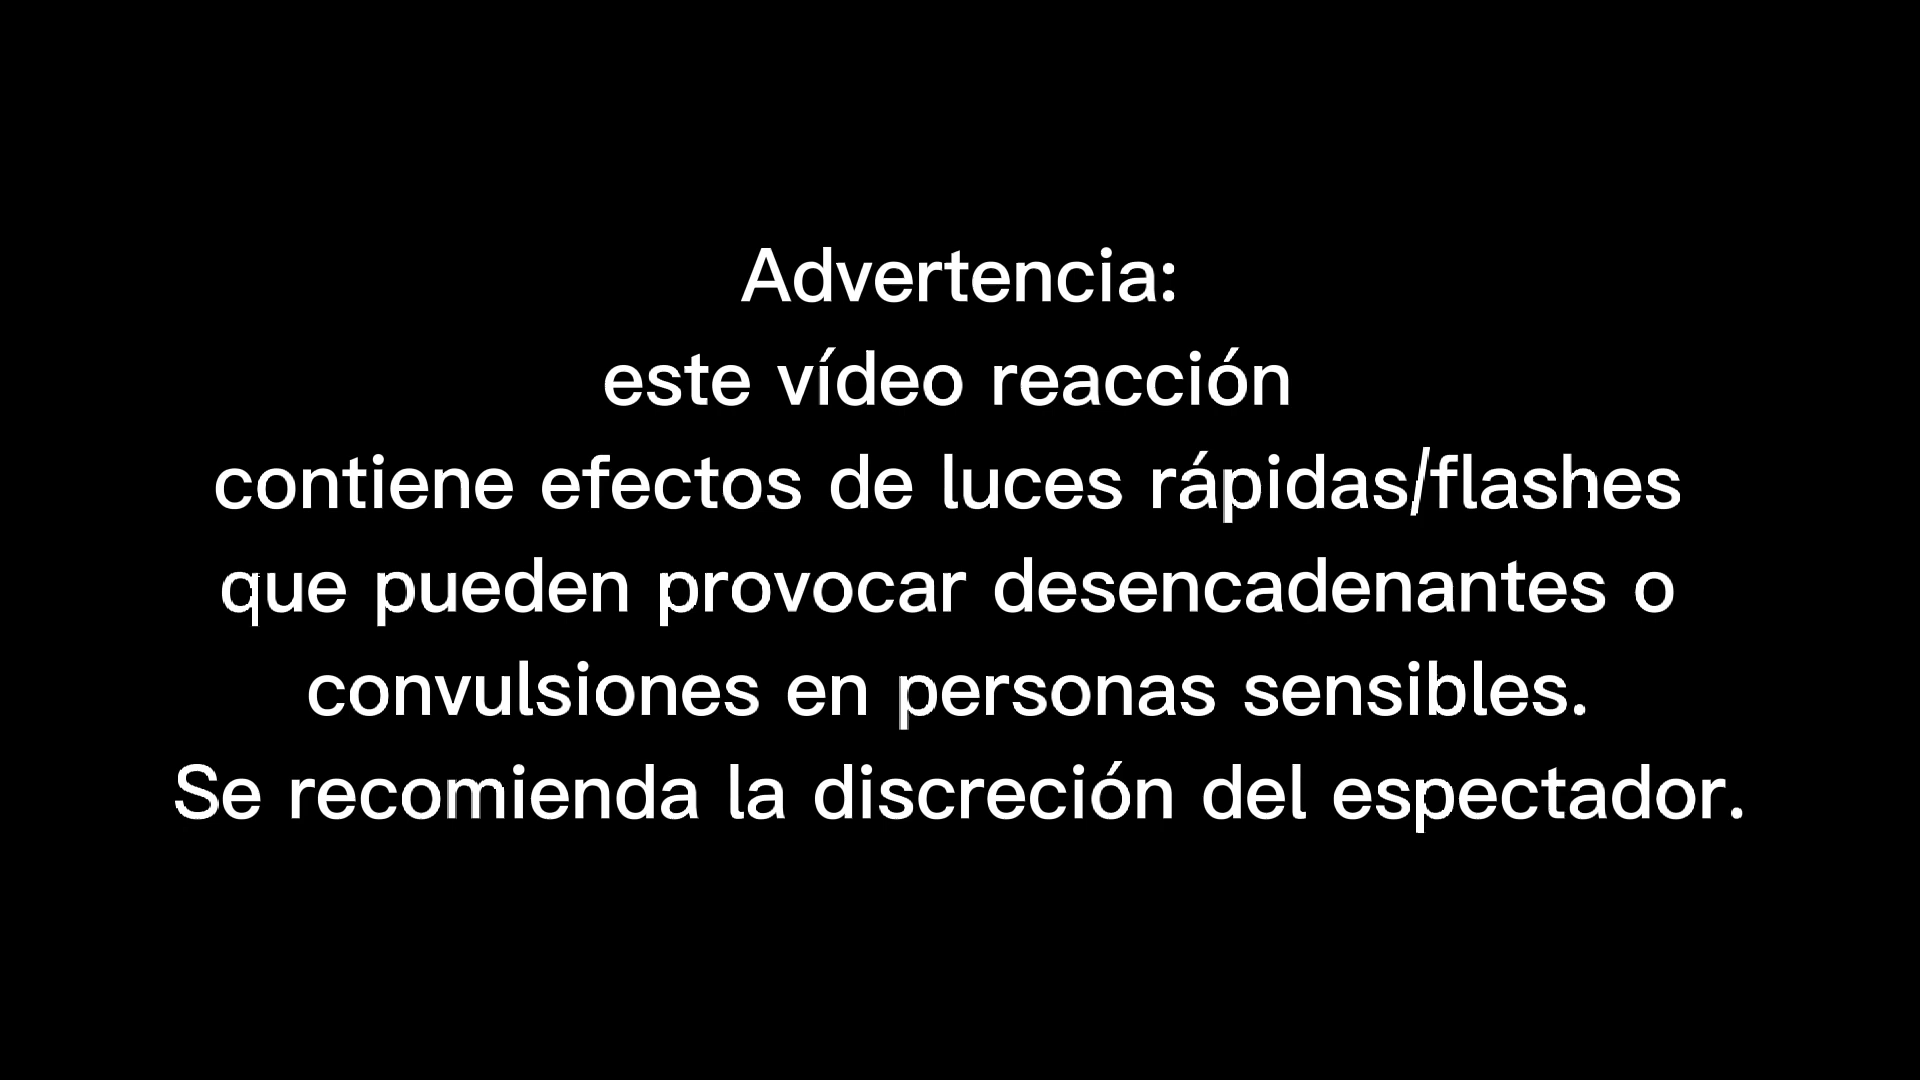 Advertencia:
este vídeo reacción
contiene efectos de luces rápidas/flashes
que pueden provocar desencadenantes o
convulsiones en personas sensibles.
Se recomienda la discreción del espectador.